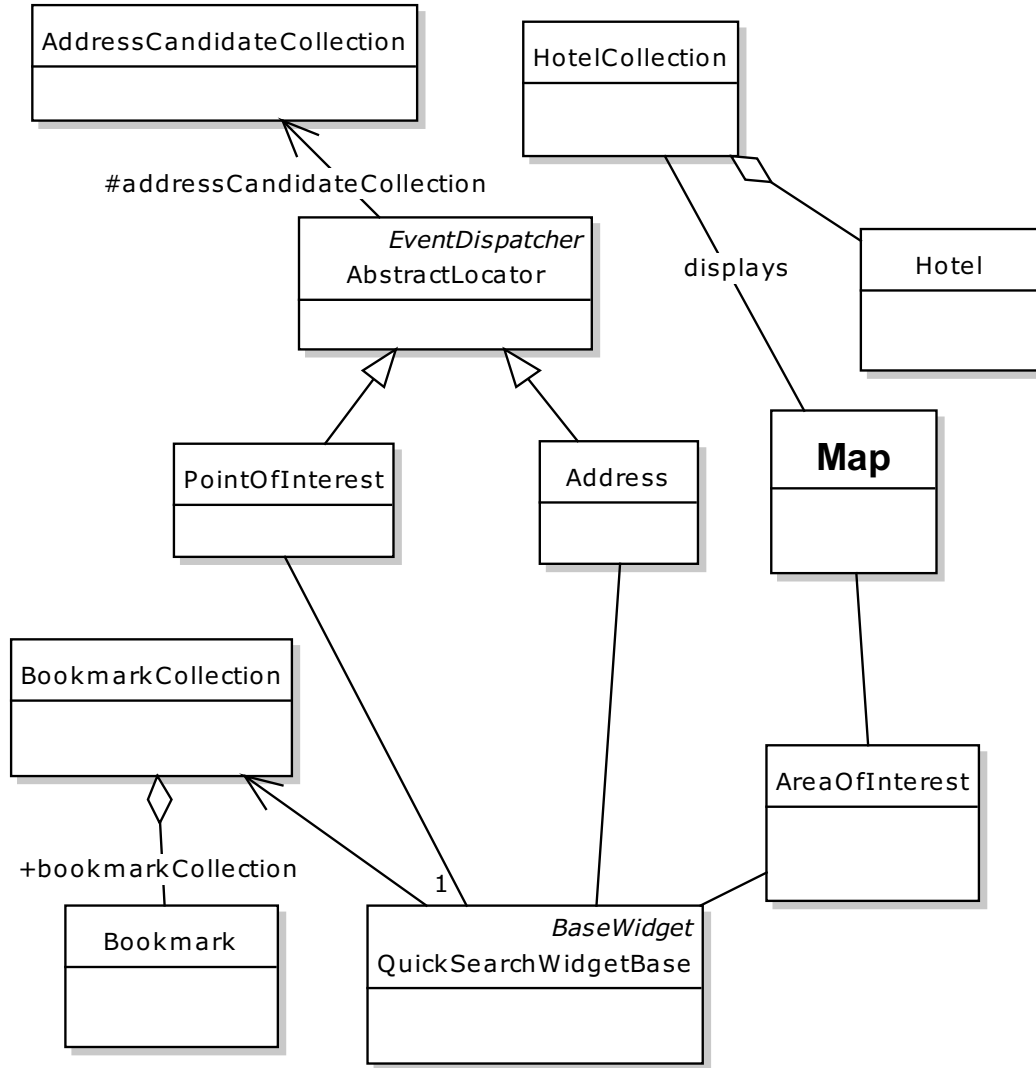 AddressCandidateCollection
HotelCollection
#addressCandidateCollection
EventDispatcher
AbstractLocator
displays
Hotel
PointOfInterest
Address
Map
BookmarkCollection
AreaOfInterest
+bookmarkCollection
1
Bookmark
BaseWidget
QuickSearchWidgetBase